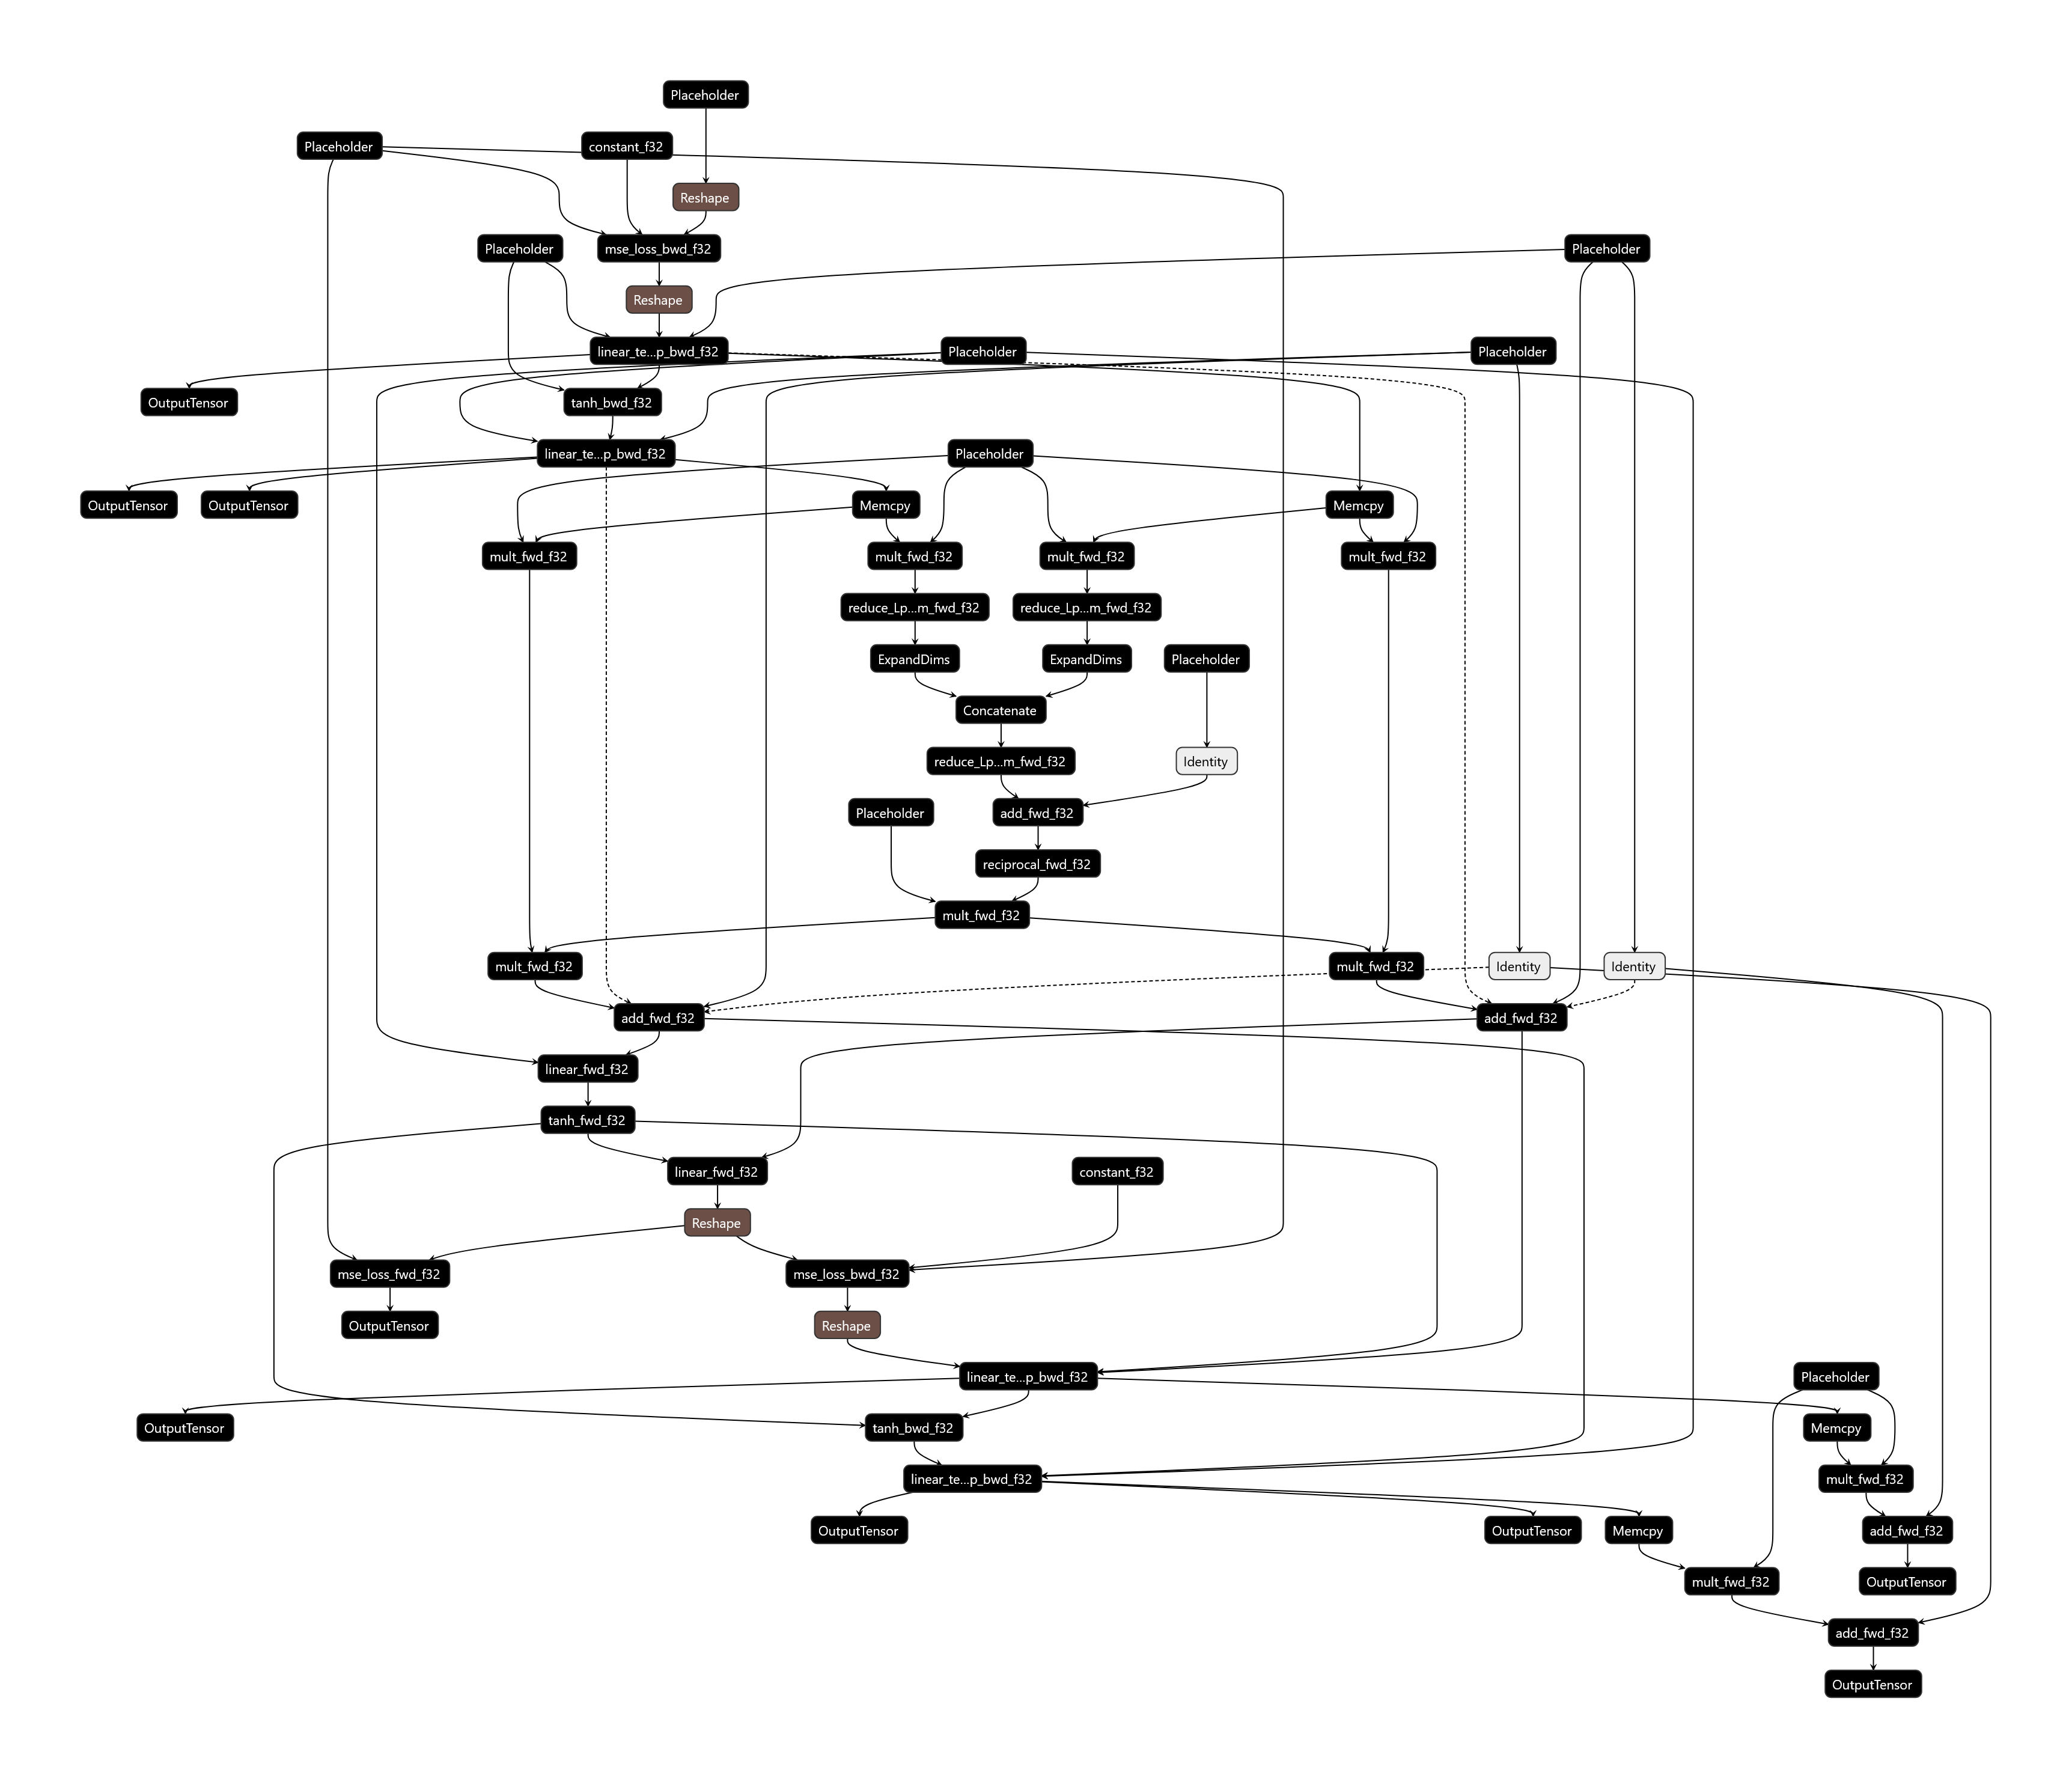 Placeholder
Placeholder
constant_f32
Reshape
Placeholder
mse_loss_bwd_f32
Placeholder
Reshape
linear_te...p_bwd_f32
Placeholder
Placeholder
OutputTensor
tanh_bwd_f32
linear_te...p_bwd_f32
Placeholder
OutputTensor
OutputTensor
Memcpy
Memcpy
mult_fwd_f32
mult_fwd_f32
mult_fwd_f32
mult_fwd_f32
reduce_Lp...m_fwd_f32
reduce_Lp...m_fwd_f32
ExpandDims
ExpandDims
Placeholder
Concatenate
reduce_Lp...m_fwd_f32
Identity
Placeholder
add_fwd_f32
reciprocal_fwd_f32
mult_fwd_f32
mult_fwd_f32
mult_fwd_f32
Identity
Identity
add_fwd_f32
add_fwd_f32
linear_fwd_f32
tanh_fwd_f32
linear_fwd_f32
constant_f32
Reshape
mse_loss_fwd_f32
mse_loss_bwd_f32
OutputTensor
Reshape
linear_te...p_bwd_f32
Placeholder
OutputTensor
tanh_bwd_f32
Memcpy
linear_te...p_bwd_f32
mult_fwd_f32
OutputTensor
OutputTensor
Memcpy
add_fwd_f32
mult_fwd_f32
OutputTensor
add_fwd_f32
OutputTensor